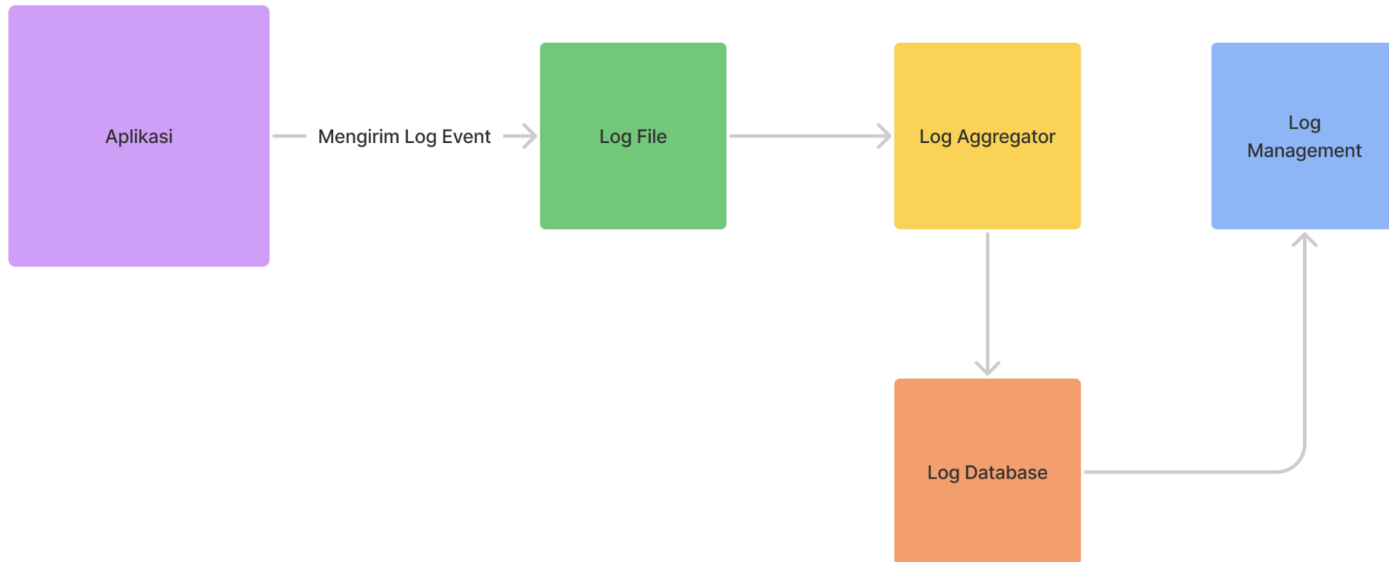 Aplikasi
Mengirim Log Event
Log File
Log Aggregator
Log
Management
Log Database